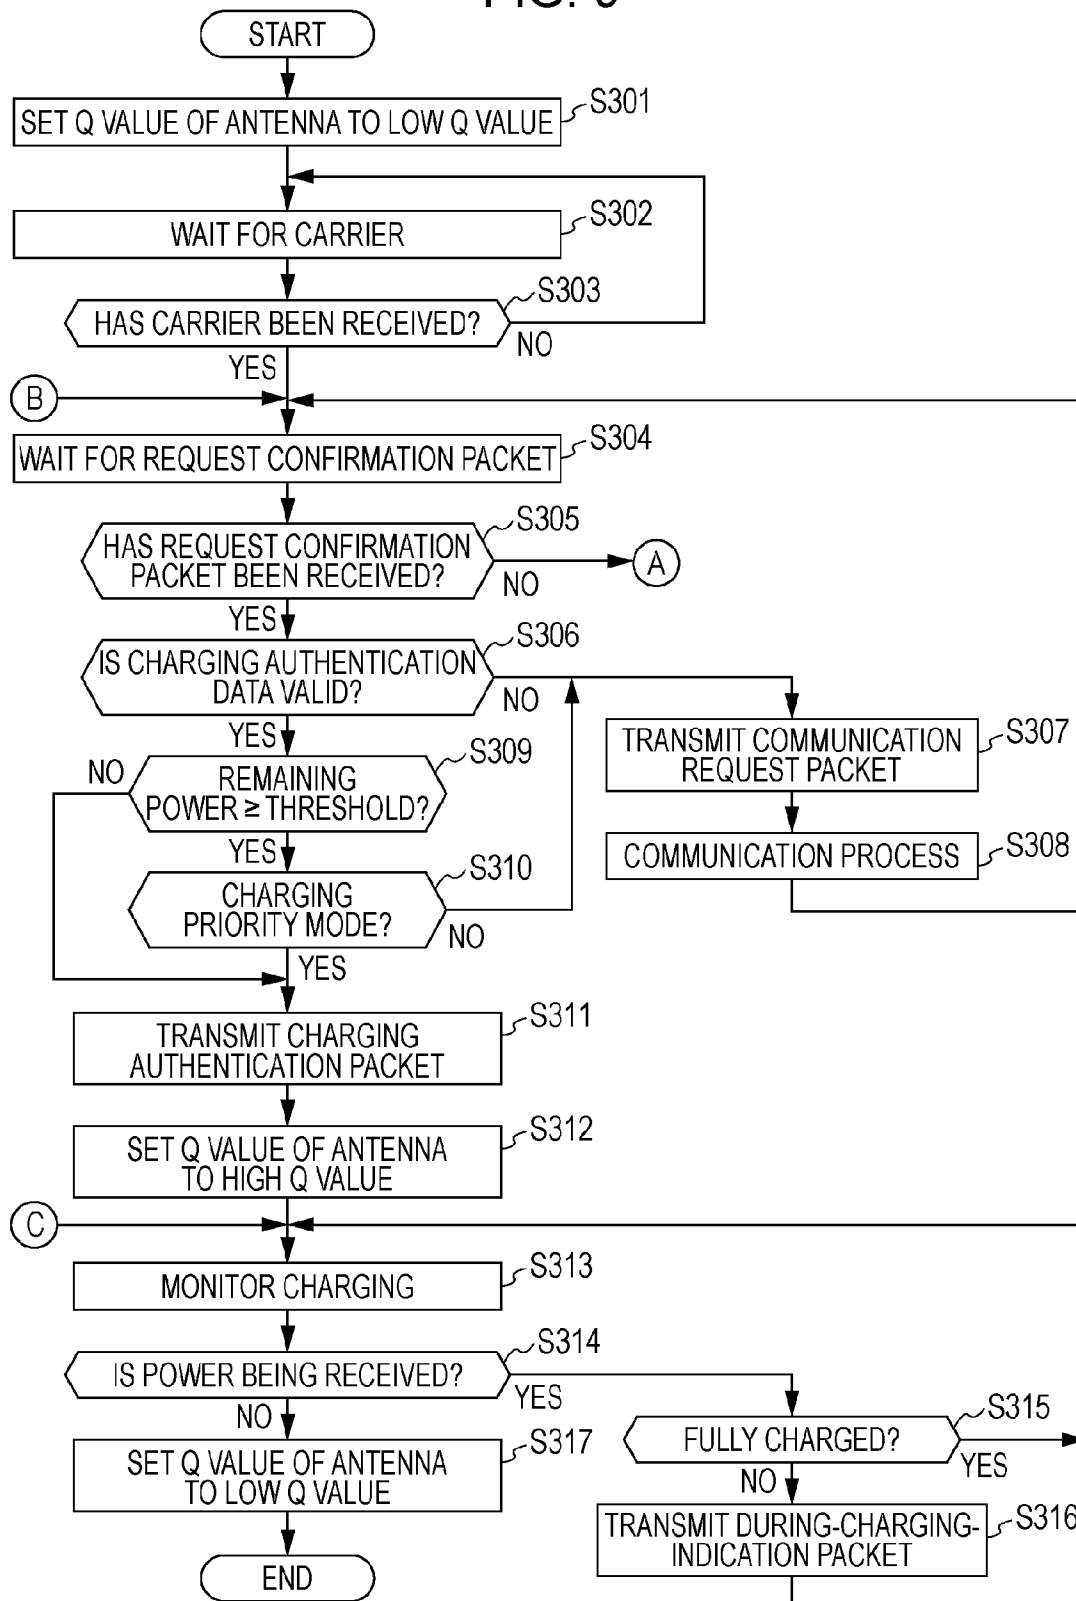 START
S301
SET Q VALUE OF ANTENNA TO LOW Q VALUE
S302
WAIT FOR CARRIER
S303
HAS CARRIER BEEN RECEIVED?
NO
YES
B
S304
WAIT FOR REQUEST CONFIRMATION PACKET
S305
HAS REQUEST CONFIRMATION
PACKET BEEN RECEIVED?
NO
A
YES
S306
IS CHARGING AUTHENTICATION
DATA VALID?
NO
YES
S307
TRANSMIT COMMUNICATION
REQUEST PACKET
S309
NO
REMAINING
POWER ≥ THRESHOLD?
YES
S308
COMMUNICATION PROCESS
S310
CHARGING
PRIORITY MODE?
NO
YES
S311
TRANSMIT CHARGING
AUTHENTICATION PACKET
S312
SET Q VALUE OF ANTENNA
TO HIGH Q VALUE
C
S313
MONITOR CHARGING
S314
IS POWER BEING RECEIVED?
YES
NO
S315
FULLY CHARGED?
YES
NO
S317
SET Q VALUE OF ANTENNA
TO LOW Q VALUE
S316
TRANSMIT DURING-CHARGING-
INDICATION PACKET
END